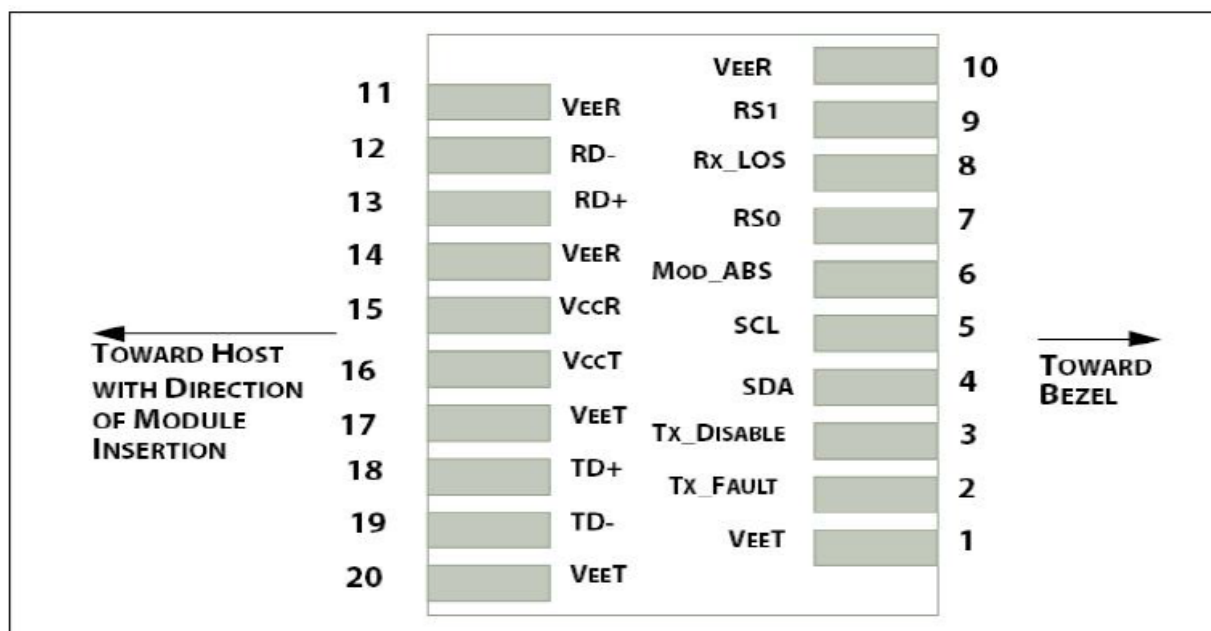 11 VEER
12 RD-
13 RD+
14 VEER
15 VCCR
16 VCCT
17 VEET
18 TD+
19 TD-
20 VEET
VEER 10
RS1 9
RX_LOS 8
RS0 7
MOD_ABS 6
SCL 5
SDA 4
TX_DISABLE 3
TX_FAULT 2
VEET 1
TOWARD HOST
WITH DIRECTION
OF MODULE
INSERTION
TOWARD
BEZEL